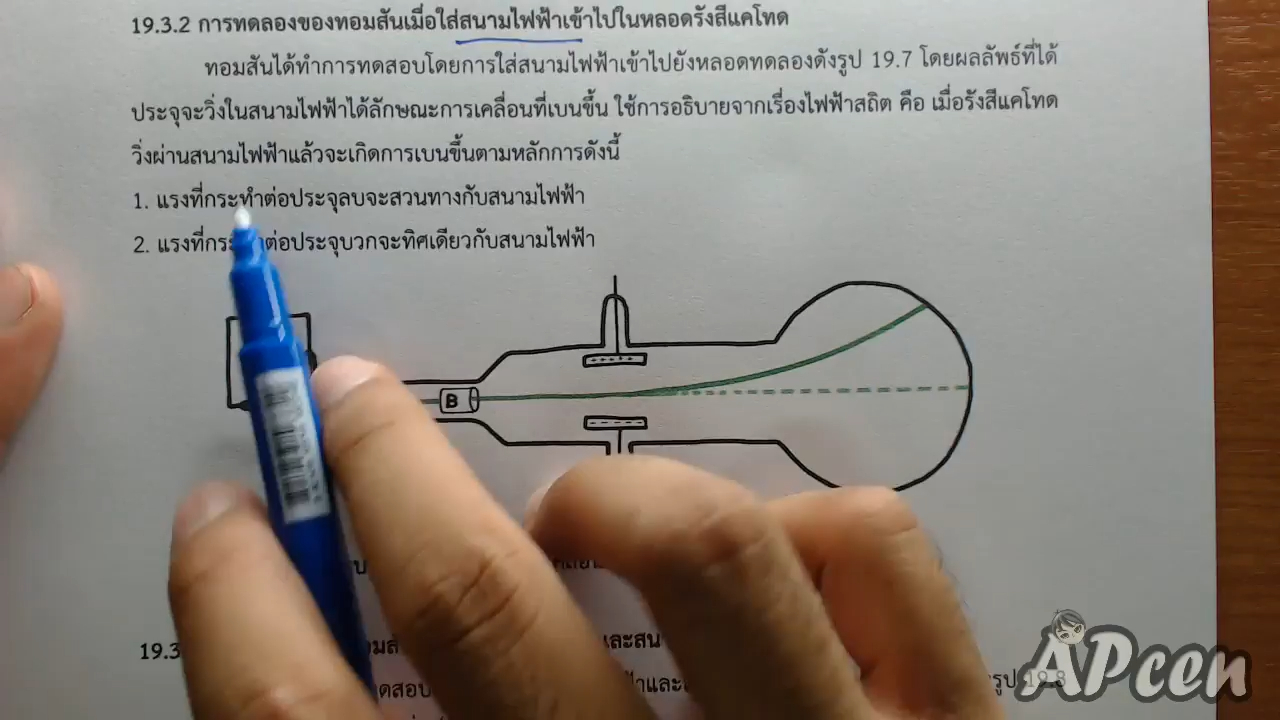 19.3.2 การทดลองของทอมสันเมื่อใส่สนามไฟฟ้าเข้าไปในหลอดรังสีแคโทด
ทอมสันได้ทำการทดสอบโดยการใส่สนามไฟฟ้าเข้าไปยังหลอดทดลองดังรูป 19.7 โดยผลลัพธ์ที่ได้
ประจุจะวิ่งในสนามไฟฟ้าได้ลักษณะการเคลื่อนที่เบนขึ้น ใช้การอธิบายจากเรื่องไฟฟ้าสถิต คือ เมื่อรังสีแคโทด
วิ่งผ่านสนามไฟฟ้าแล้วจะเกิดการเบนขึ้นตามหลักการดังนี้
1. แรงที่กระทำต่อประจุลบจะสวนทางกับสนามไฟฟ้า
2. แรงที่กระทำต่อประจุบวกจะทิศเดียวกับสนามไฟฟ้า
B
19.3
รูป 19.8
APcen